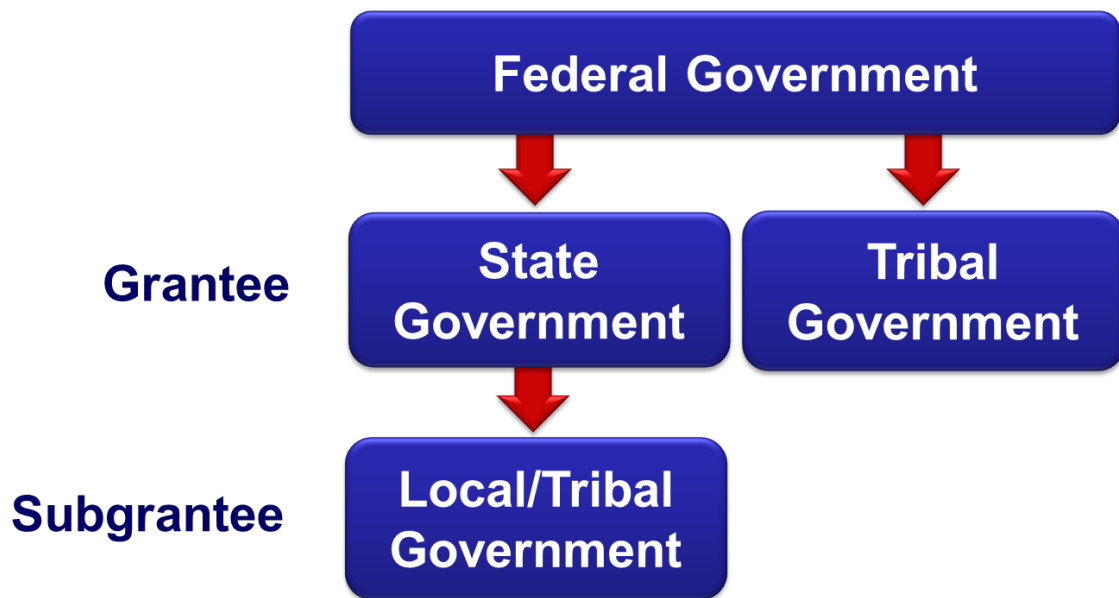 Federal Government
Grantee
State
Government
Tribal
Government
Subgrantee
Local/Tribal
Government